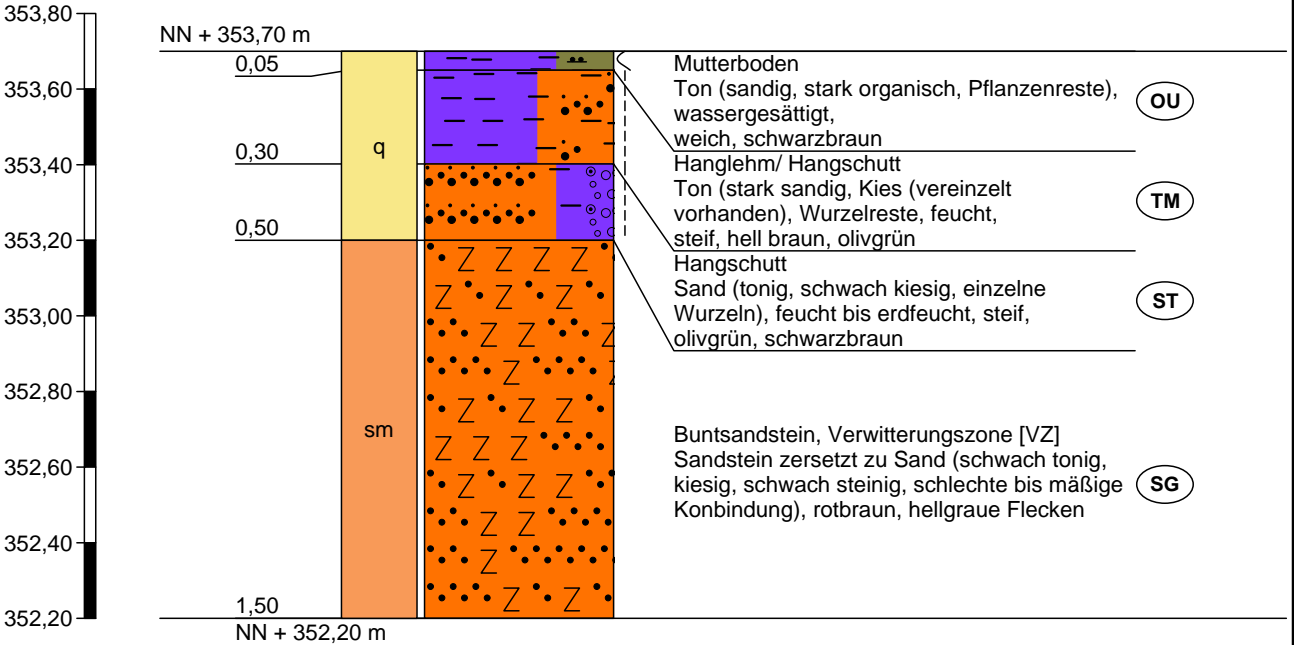 353,80
353,60
353,40
353,20
353,00
352,80
352,60
352,40
352,20
NN + 353,70 m
0,05
0,30
0,50
1,50
NN + 352,20 m
q
sm
Mutterboden
Ton (sandig, stark organisch, Pflanzenreste),
wassergesättigt,
weich, schwarzbraun
OU
Hanglehm/ Hangschutt
Ton (stark sandig, Kies (vereinzelt
vorhanden), Wurzelreste, feucht,
steif, hell braun, olivgrün
TM
Hangschutt
Sand (tonig, schwach kiesig, einzelne
Wurzeln), feucht bis erdfeucht, steif,
olivgrün, schwarzbraun
ST
Buntsandstein, Verwitterungszone [VZ]
Sandstein zersetzt zu Sand (schwach tonig,
kiesig, schwach steinig, schlechte bis mäßige
Konbindung), rotbraun, hellgraue Flecken
SG